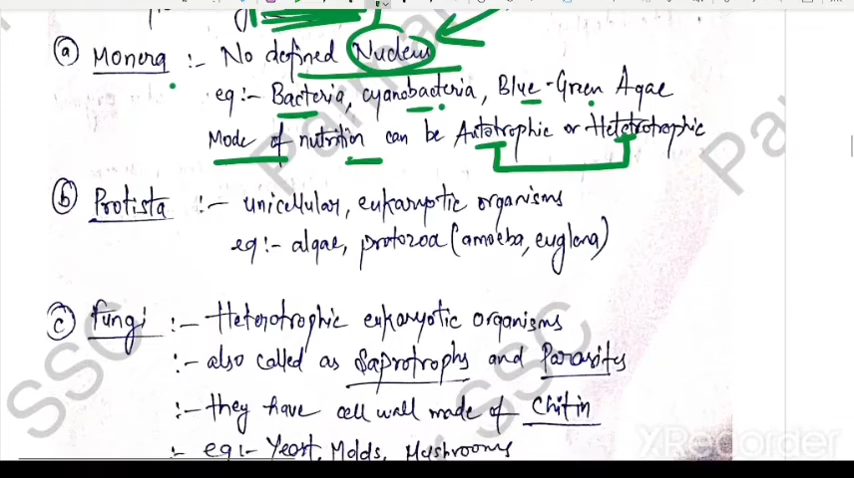 (a) Monera :- No defined Nucleus
eg:- Bacteria, cyanobacteria, Blue-Green Agae
Mode of nutrition can be Autotrophic or Heterotrophic
(b) Protista :- unicellular, eukaryotic organisms
eg:- algae, protozoa (amoeba, euglena)
(c) fungi :- Heterotrophic eukaryotic organisms
:- also called as Saprotrophs and Parasites
:- they have cell wall made of chitin
:- eg:- Yeast, Molds, Mushrooms
SSC
SSC
XRecorder